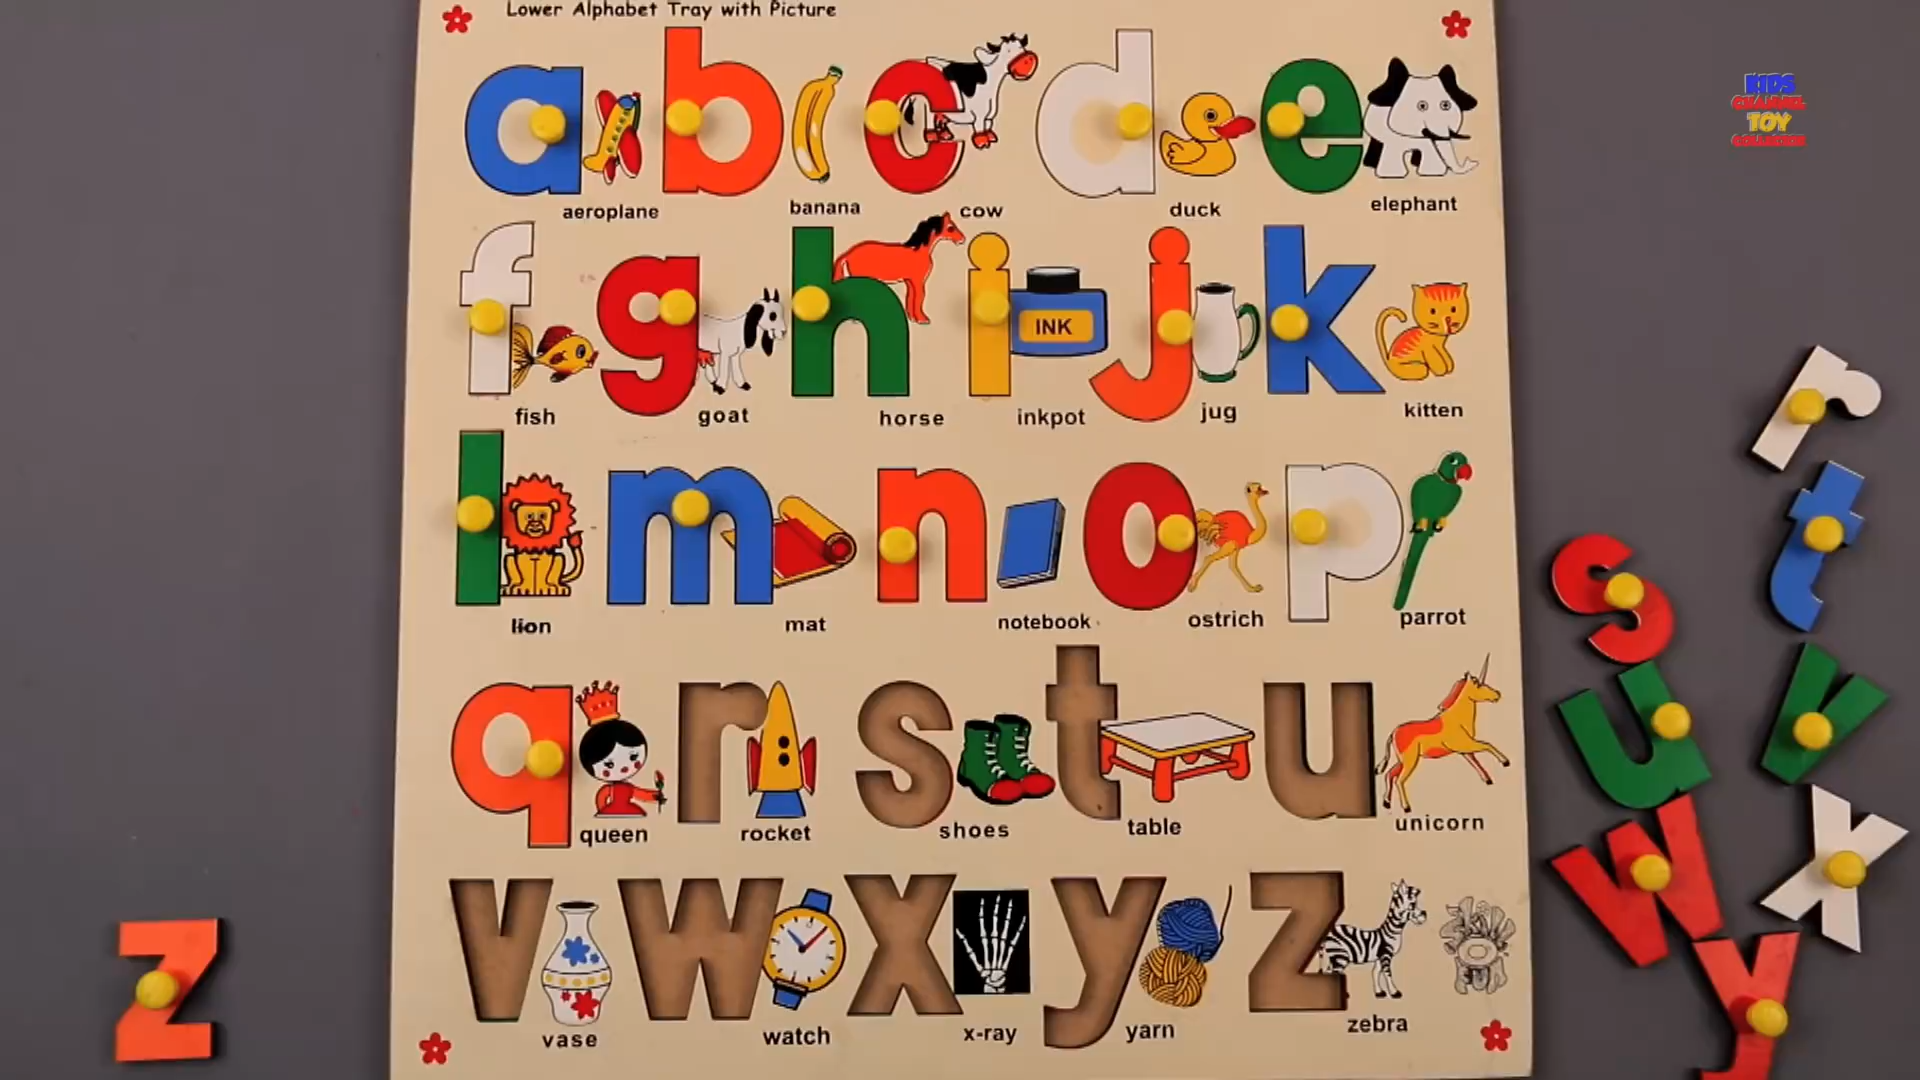 Lower Alphabet Tray with Picture
KIDS
CHANNEL
TOY
a b c d e
aeroplane banana cow duck elephant
f g h i j k
INK
fish goat horse inkpot jug kitten
l m n o p
lion mat notebook ostrich parrot
q r s t u
queen rocket shoes table unicorn
v w x y z
vase watch x-ray yarn zebra
r
t
s
u v
w x
y
z